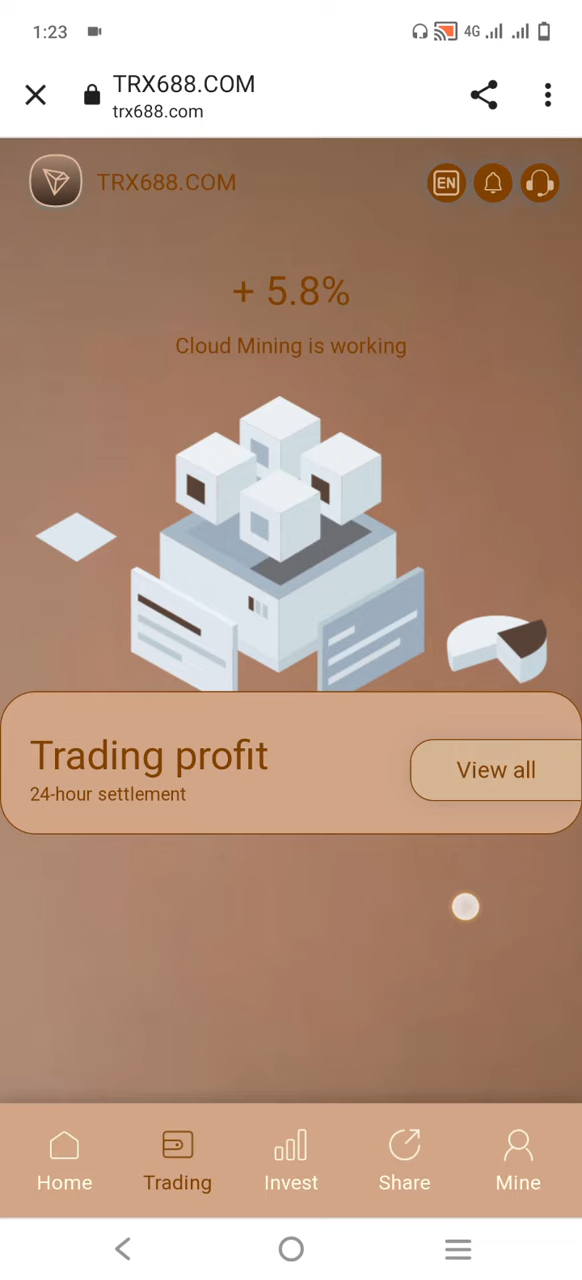 1:23
4G
TRX688.COM
trx688.com
TRX688.COM
EN
+ 5.8%
Cloud Mining is working
Trading profit
24-hour settlement
View all
Home
Trading
Invest
Share
Mine